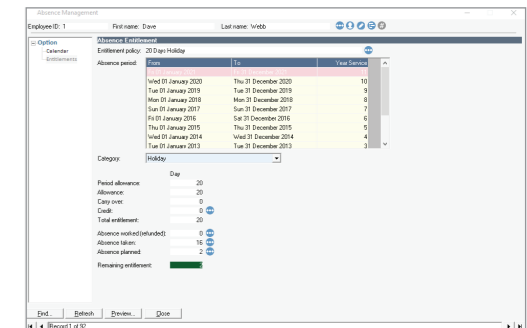 Absence Management
Employee ID: 1 First name: Dave Last name: Webb
Option
Calender
Entitlements
Absence Entitlement
Entitlement policy: 20 Days Holiday
Absence period: From To Year Service
Wed 01 January 2020 Thu 31 December 2020 10
Tue 01 January 2019 Tue 31 December 2019 9
Mon 01 January 2018 Mon 31 December 2018 8
Sun 01 January 2017 Sun 31 December 2017 7
Fri 01 January 2016 Sat 31 December 2016 6
Thu 01 January 2015 Thu 31 December 2015 5
Wed 01 January 2014 Wed 31 December 2014 4
Tue 01 January 2013 Tue 31 December 2013 3
Category: Holiday
Day
Period allowance: 20
Allowance: 20
Carry over: 0
Credit: 0
Total entitlement: 20
Absence worked (refunded): 0
Absence taken: 16
Absence planned: 2
Remaining entitlement:
Find... Refresh Preview... Close
Record 1 of 92